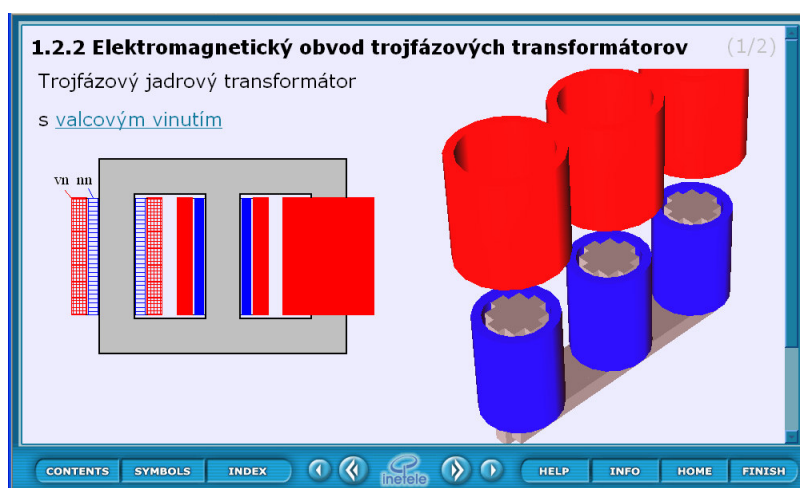 1.2.2 Elektromagnetický obvod trojfázových transformátorov (1/2)
Trojfázový jadrový transformátor
s valcovým vinutím
vn nn
CONTENTS SYMBOLS INDEX inetele HELP INFO HOME FINISH